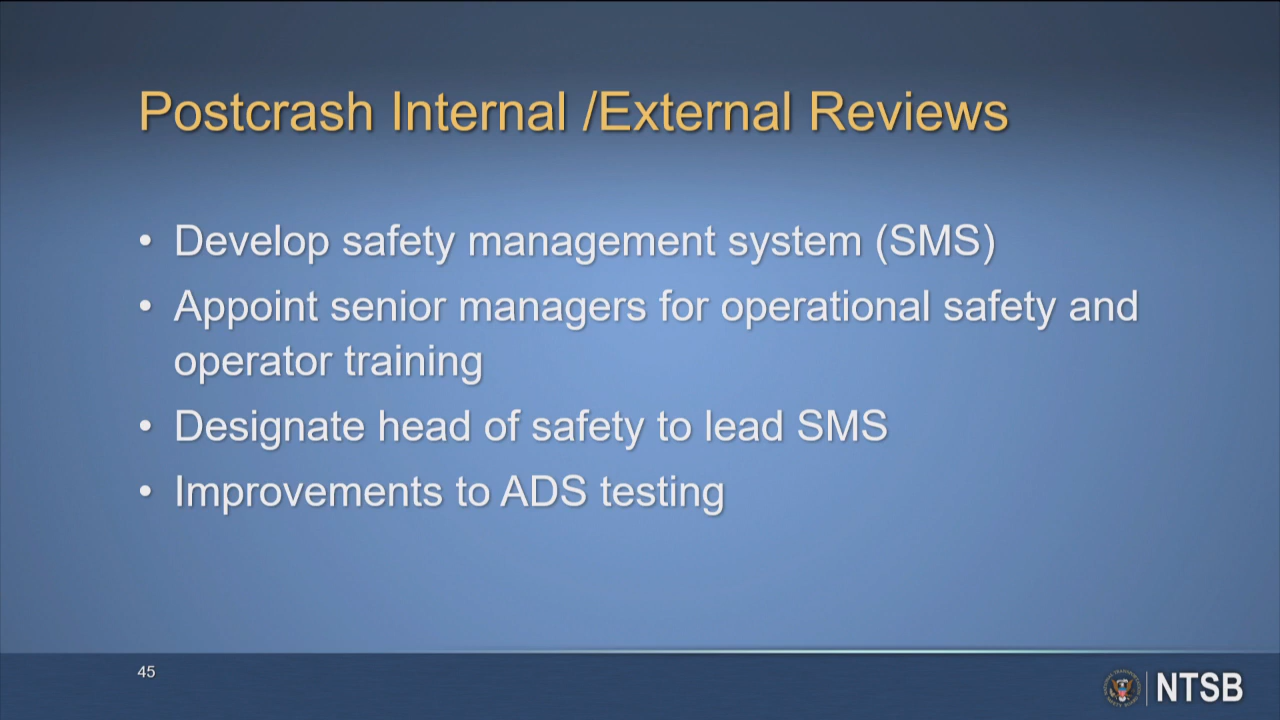 Postcrash Internal /External Reviews
• Develop safety management system (SMS)
• Appoint senior managers for operational safety and
operator training
• Designate head of safety to lead SMS
• Improvements to ADS testing
45
NTSB